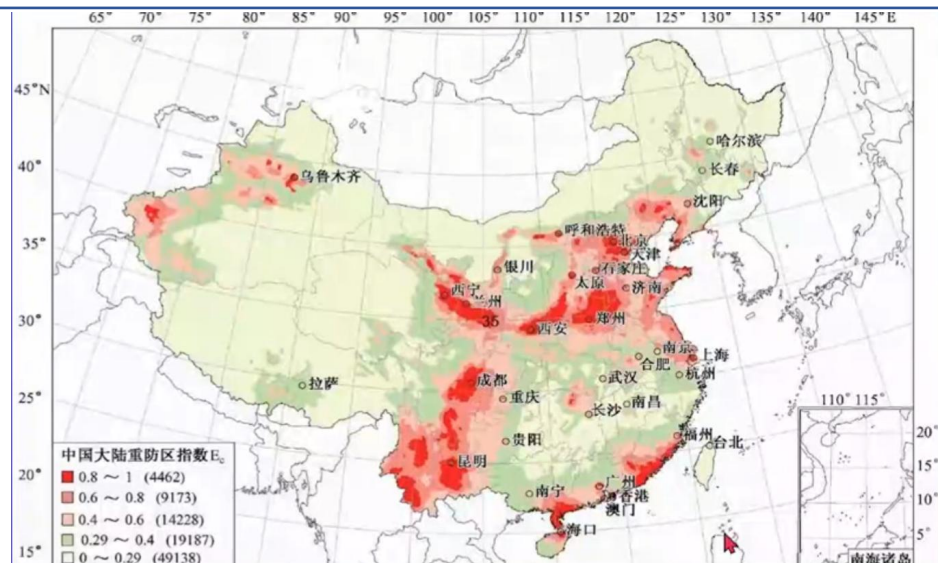 65° 70° 75° 80° 85° 90° 95° 100° 105° 110° 115° 120° 125° 130° 135° 140° 145°E
45°N
40°
35°
30°
25°
20°
15°
哈尔滨
长春
乌鲁木齐
沈阳
呼和浩特
北京
天津
银川
石家庄
太原
济南
西宁
兰州
35
西安
郑州
南京
上海
合肥
杭州
拉萨
成都
重庆
武汉
长沙
南昌
贵阳
福州
台北
昆明
南宁
广州
香港
澳门
海口
110° 115°
20°
15°
10°
5°
南海诸岛
中国大陆重防区指数Ec
0.8 ~ 1 (4462)
0.6 ~ 0.8 (9173)
0.4 ~ 0.6 (14228)
0.29 ~ 0.4 (19187)
0 ~ 0.29 (49138)